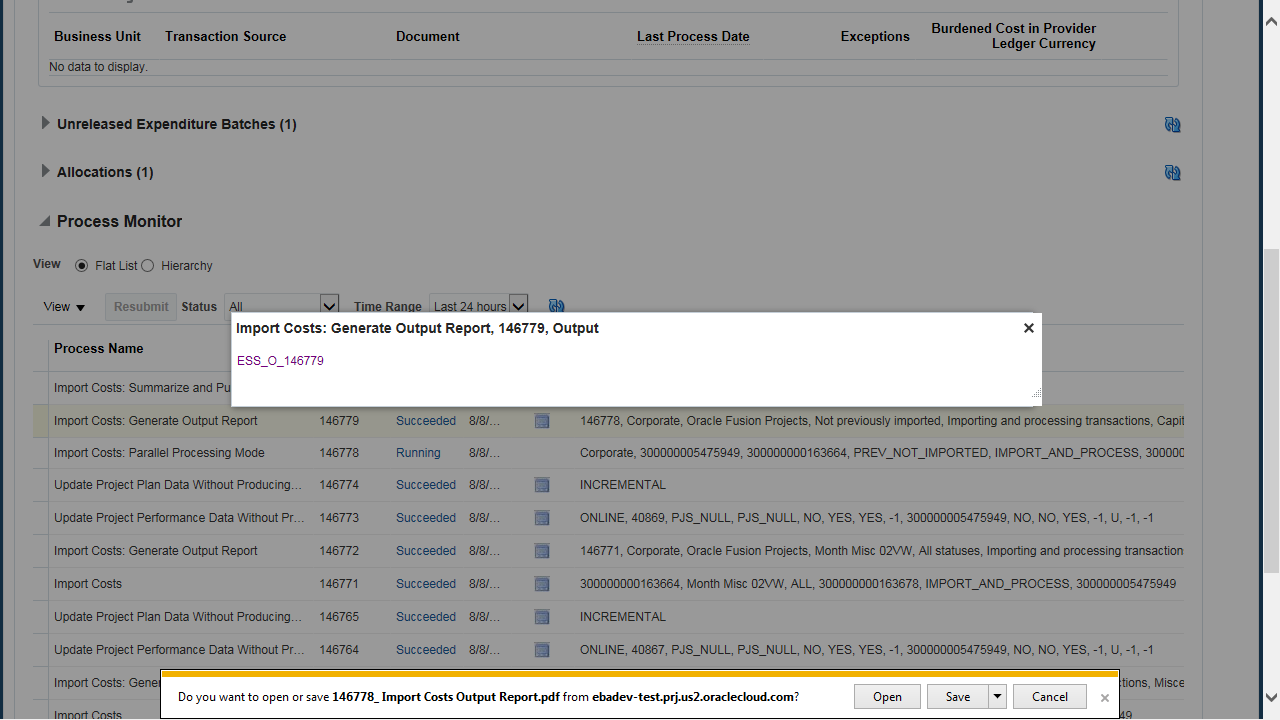 Business Unit Transaction Source Document Last Process Date Exceptions Burdened Cost in Provider
Ledger Currency
No data to display.
Unreleased Expenditure Batches (1)
Allocations (1)
Process Monitor
View Flat List Hierarchy
View Resubmit Status All Time Range Last 24 hours
Import Costs: Generate Output Report, 146779, Output
Process Name
ESS_O_146779
Import Costs: Summarize and Pu
Import Costs: Generate Output Report 146779 Succeeded 8/8/... 146778, Corporate, Oracle Fusion Projects, Not previously imported, Importing and processing transactions, Capit
Import Costs: Parallel Processing Mode 146778 Running 8/8/... Corporate, 300000005475949, 300000000163664, PREV_NOT_IMPORTED, IMPORT_AND_PROCESS, 300000
Update Project Plan Data Without Producing... 146774 Succeeded 8/8/... INCREMENTAL
Update Project Performance Data Without Pr... 146773 Succeeded 8/8/... ONLINE, 40869, PJS_NULL, PJS_NULL, NO, YES, YES, -1, 300000005475949, NO, NO, YES, -1, U, -1, -1
Import Costs: Generate Output Report 146772 Succeeded 8/8/... 146771, Corporate, Oracle Fusion Projects, Month Misc 02VW, All statuses, Importing and processing transaction
Import Costs 146771 Succeeded 8/8/... 300000000163664, Month Misc 02VW, ALL, 300000000163678, IMPORT_AND_PROCESS, 300000005475949
Update Project Plan Data Without Producing... 146765 Succeeded 8/8/... INCREMENTAL
Update Project Performance Data Without Pr... 146764 Succeeded 8/8/... ONLINE, 40867, PJS_NULL, PJS_NULL, NO, YES, YES, -1, 300000005475949, NO, NO, YES, -1, U, -1, -1
Import Costs: Gene ctions, Misce
Do you want to open or save 146778_ Import Costs Output Report.pdf from ebadev-test.prj.us2.oraclecloud.com? Open Save Cancel
Import Costs 49